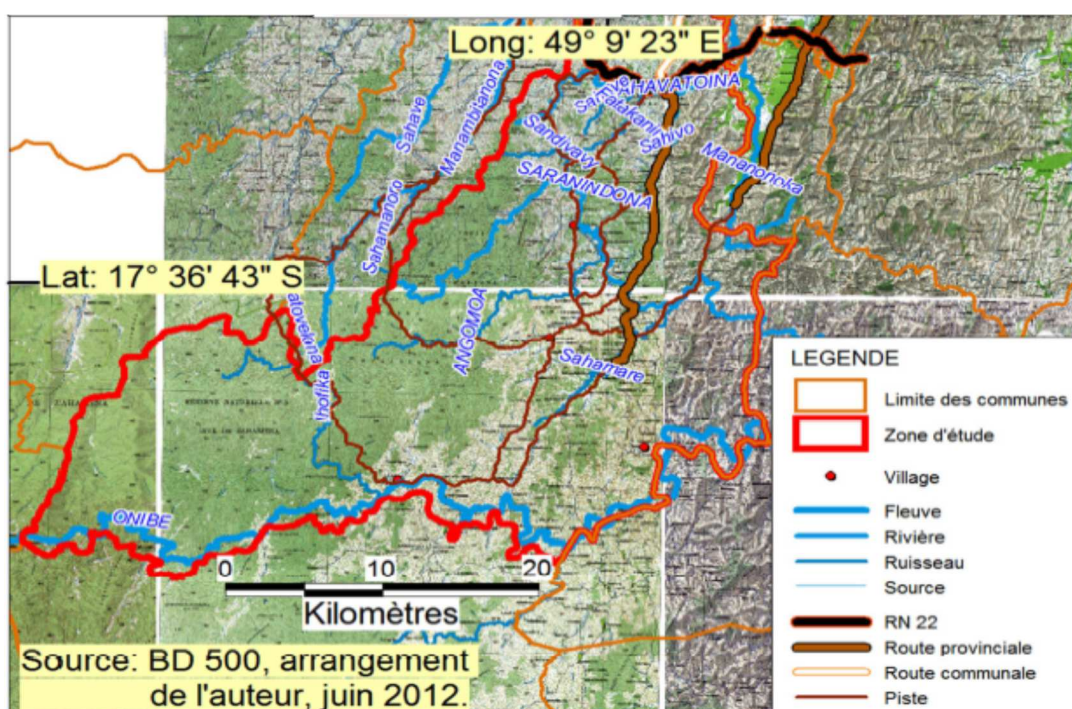 Long: 49° 9' 23" E
AHAVATOINA
Sahave
Manambitanona
Sandivavy
Sahivo
Mananonoka
SARANINDONA
Sahamanoro
Lat: 17° 36' 43" S
ANGOMOA
Sahamare
Ihofika
ONIBE
0 10 20
Kilomètres
Source: BD 500, arrangement
de l'auteur, juin 2012.
LEGENDE
Limite des communes
Zone d'étude
Village
Fleuve
Rivière
Ruisseau
Source
RN 22
Route provinciale
Route communale
Piste